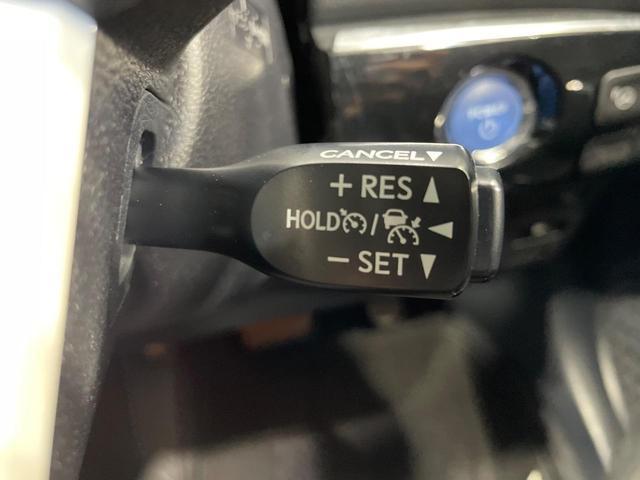 CANCEL▼
+ RES ▲
HOLD / ◀
− SET ▼